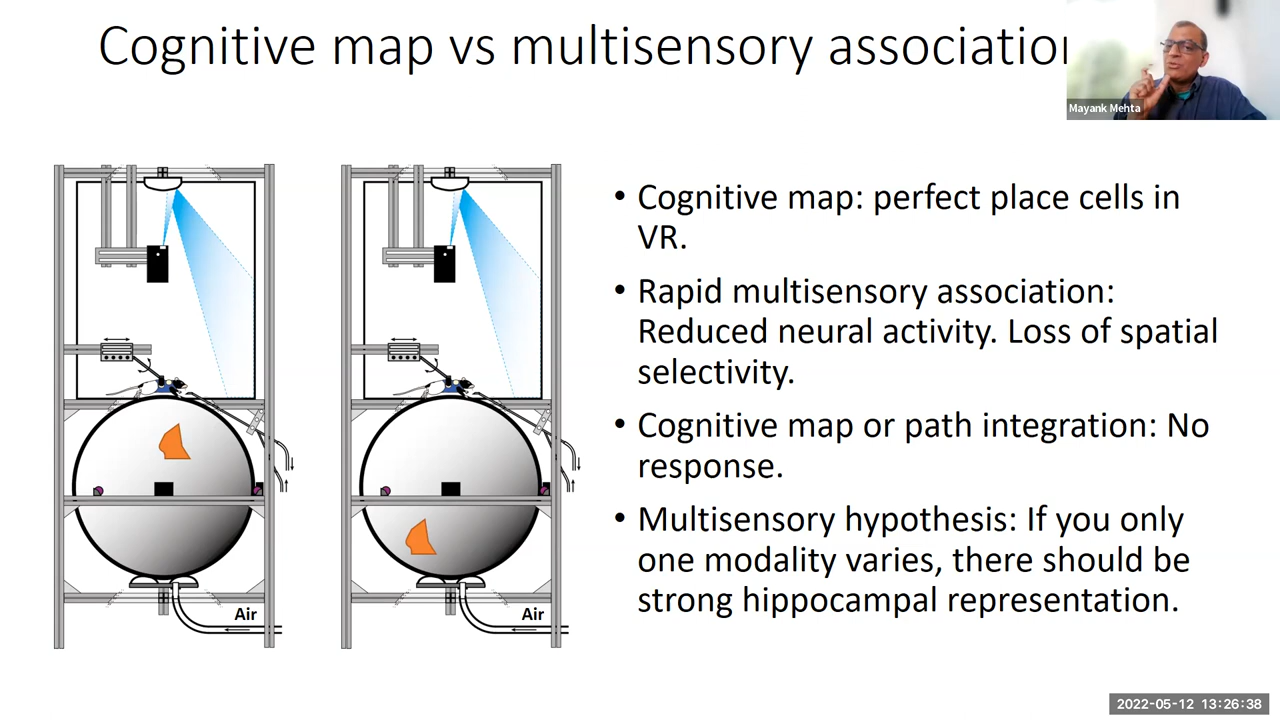 Cognitive map vs multisensory association
Mayank Mehta
• Cognitive map: perfect place cells in
VR.
• Rapid multisensory association:
Reduced neural activity. Loss of spatial
selectivity.
• Cognitive map or path integration: No
response.
• Multisensory hypothesis: If you only
one modality varies, there should be
strong hippocampal representation.
Air
Air
2022-05-12 13:26:38